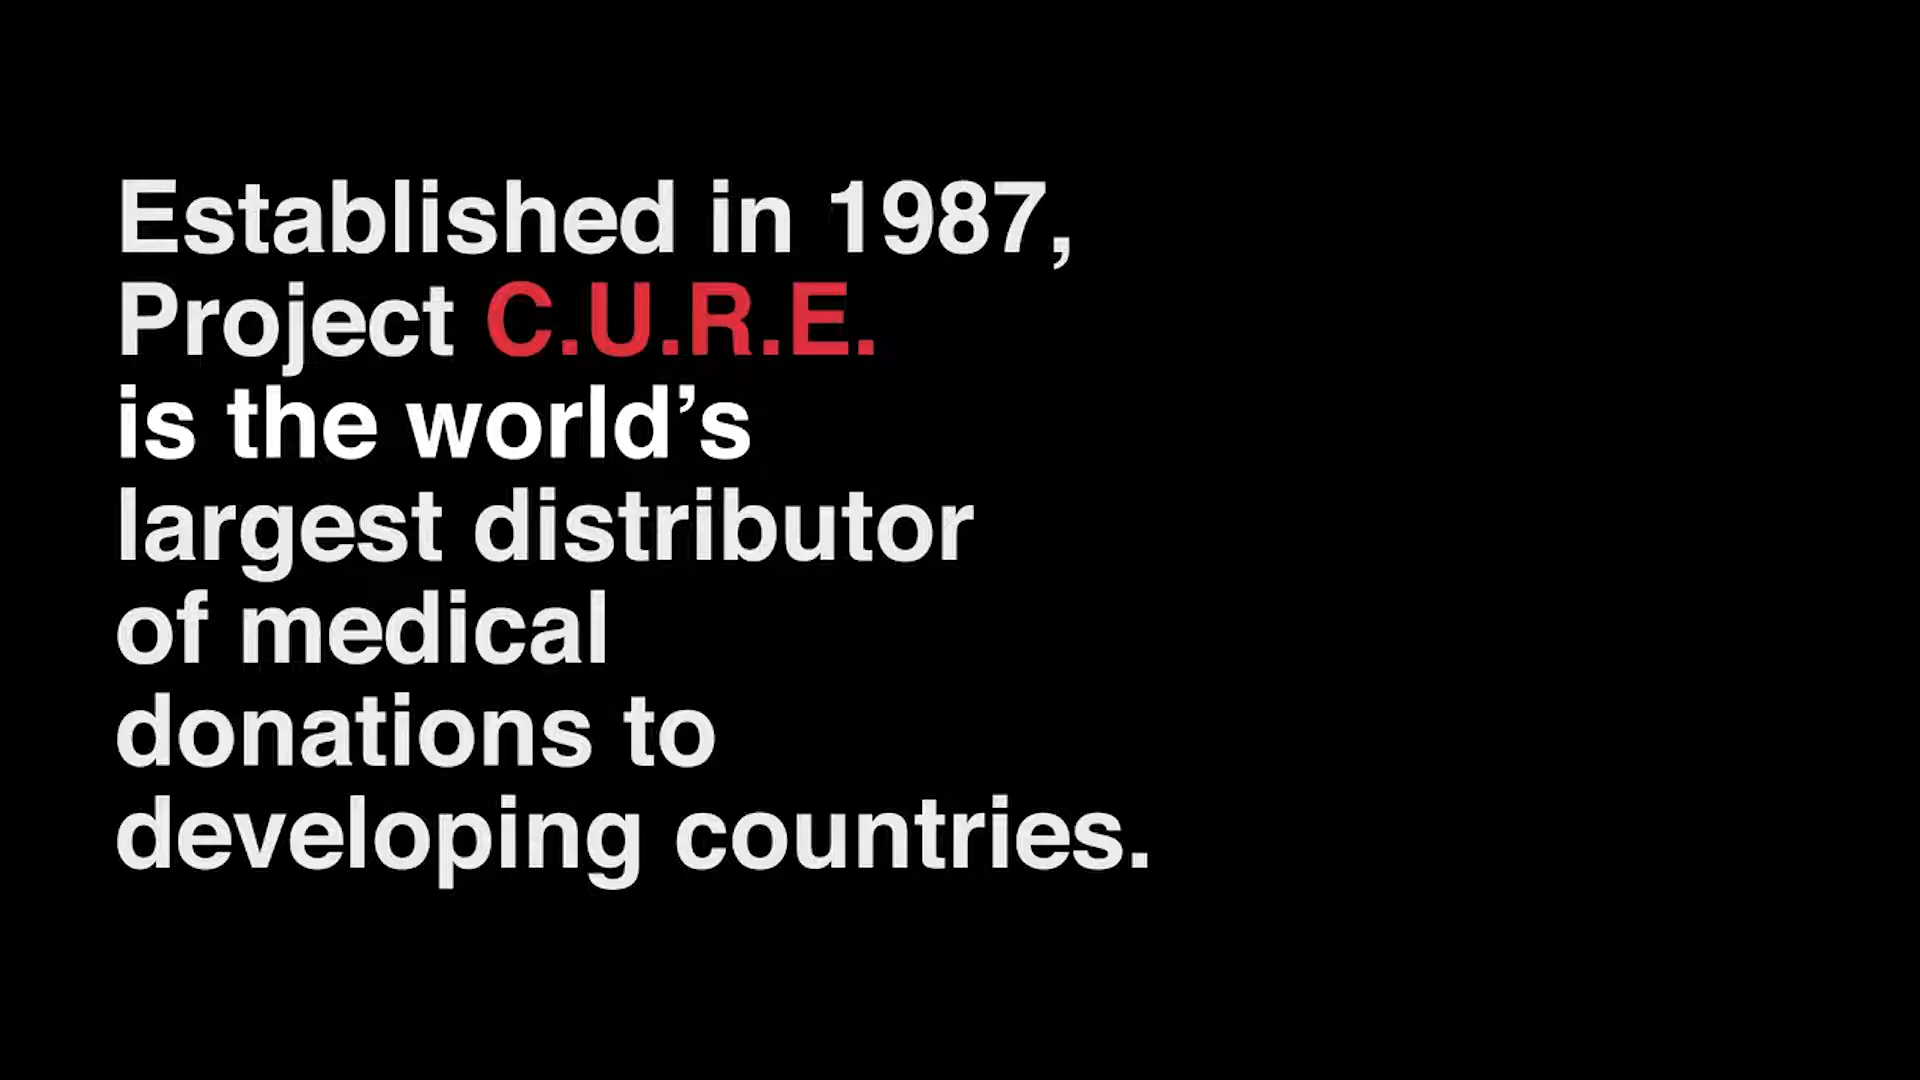 Established in 1987,
Project C.U.R.E.
is the world’s
largest distributor
of medical
donations to
developing countries.